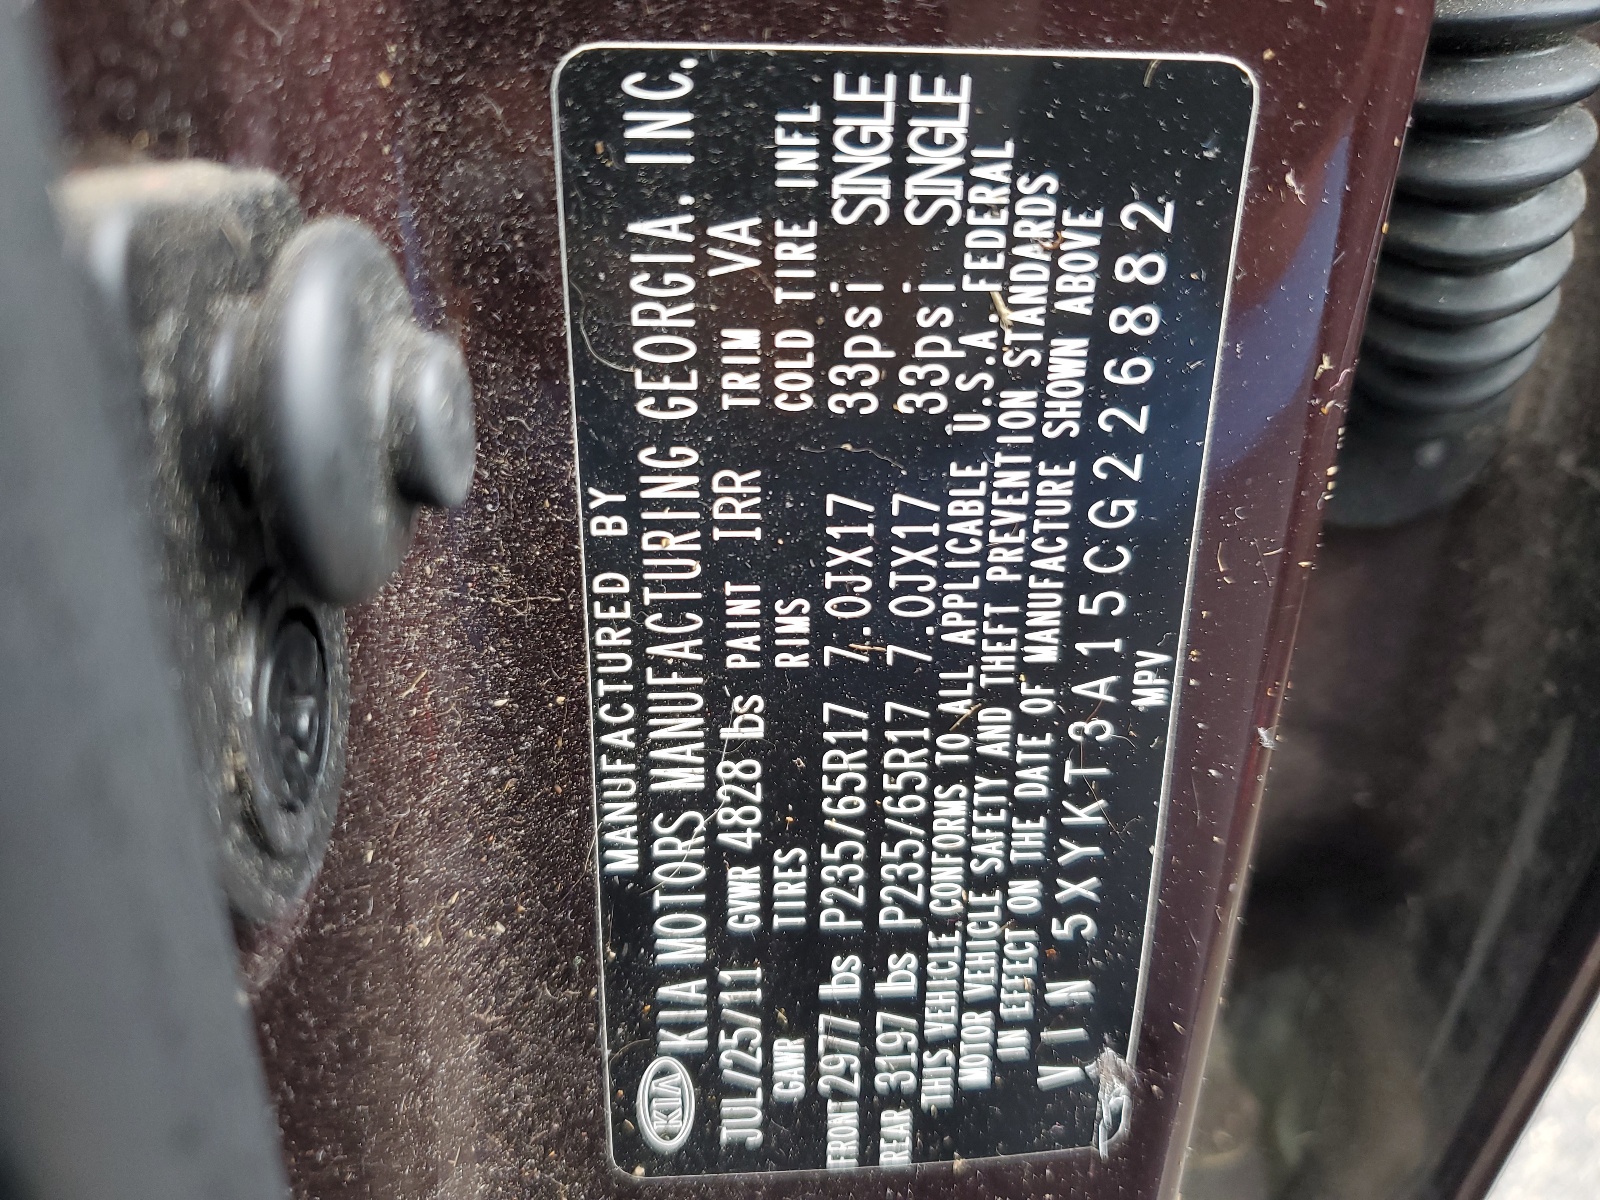 MANUFACTURED BY
KIA KIA MOTORS MANUFACTURING GEORGIA, INC.
JUL/25/11 GVWR 4828 lbs PAINT IRR TRIM VA
GAWR TIRES RIMS COLD TIRE INFL
FRONT 2977 lbs P235/65R17 7.0JX17 33psi SINGLE
REAR 3197 lbs P235/65R17 7.0JX17 33psi SINGLE
THIS VEHICLE CONFORMS TO ALL APPLICABLE U.S.A. FEDERAL
MOTOR VEHICLE SAFETY AND THEFT PREVENTION STANDARDS
IN EFFECT ON THE DATE OF MANUFACTURE SHOWN ABOVE
VIN 5XYKT3A15CG226882
MPV